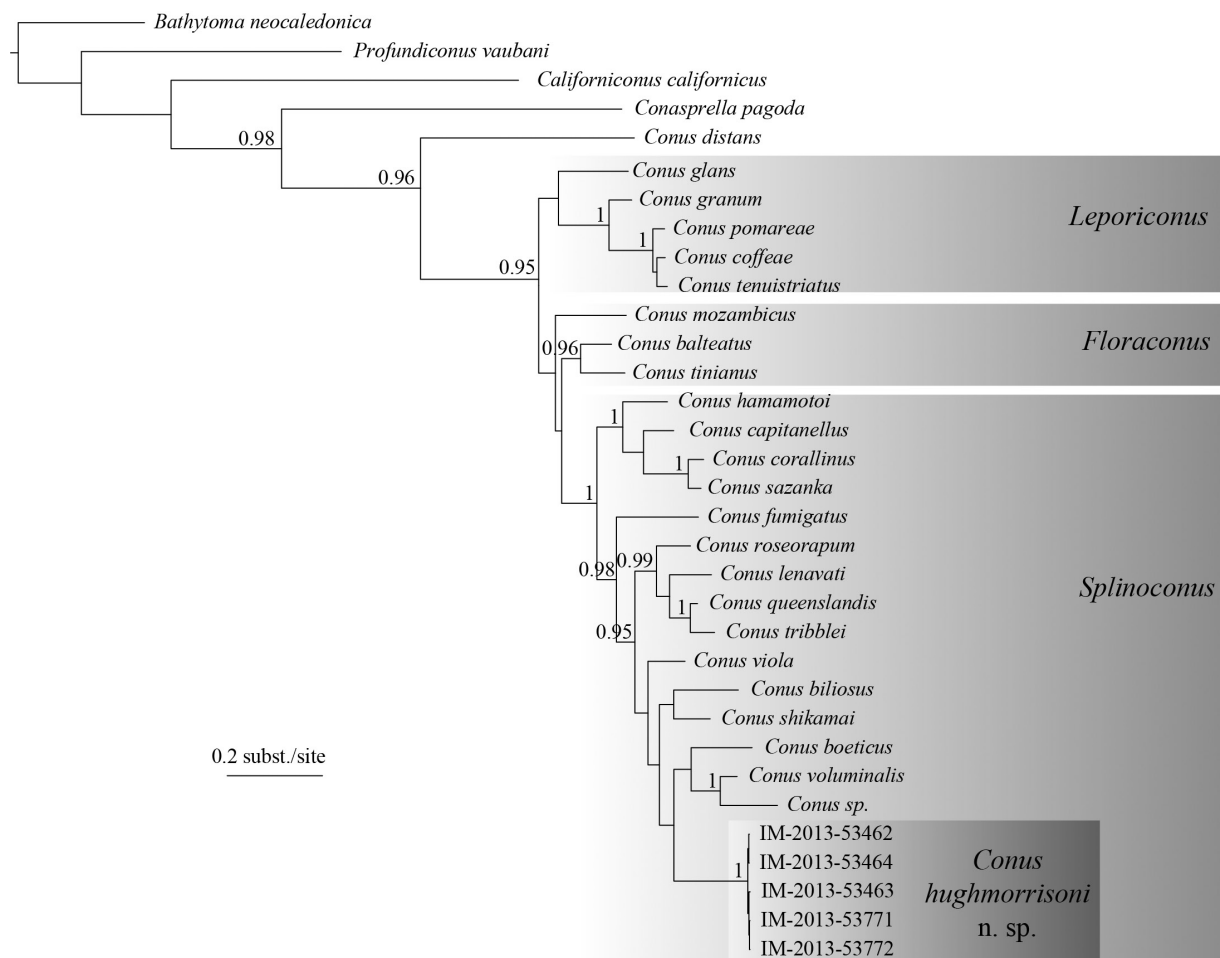 Bathytoma neocaledonica
Profundiconus vaubani
Californiconus californicus
Conasprella pagoda
0.98
Conus distans
0.96
Conus glans
Conus granum
1
Conus pomareae
1
Conus coffeae
Conus tenuistriatus
Leporiconus
0.95
Conus mozambicus
Conus balteatus
0.96
Conus tinianus
Floraconus
Conus hamamotoi
1
Conus capitanellus
Conus corallinus
1
Conus sazanka
1
Conus fumigatus
Conus roseorapum
0.98
0.99
Conus lenavati
Conus queenslandis
1
Conus tribblei
0.95
Splinoconus
Conus viola
Conus biliosus
Conus shikamai
Conus boeticus
Conus voluminalis
1
Conus sp.
0.2 subst./site
IM-2013-53462
IM-2013-53464
1
IM-2013-53463
IM-2013-53771
IM-2013-53772
Conus
hughmorrisoni
n. sp.